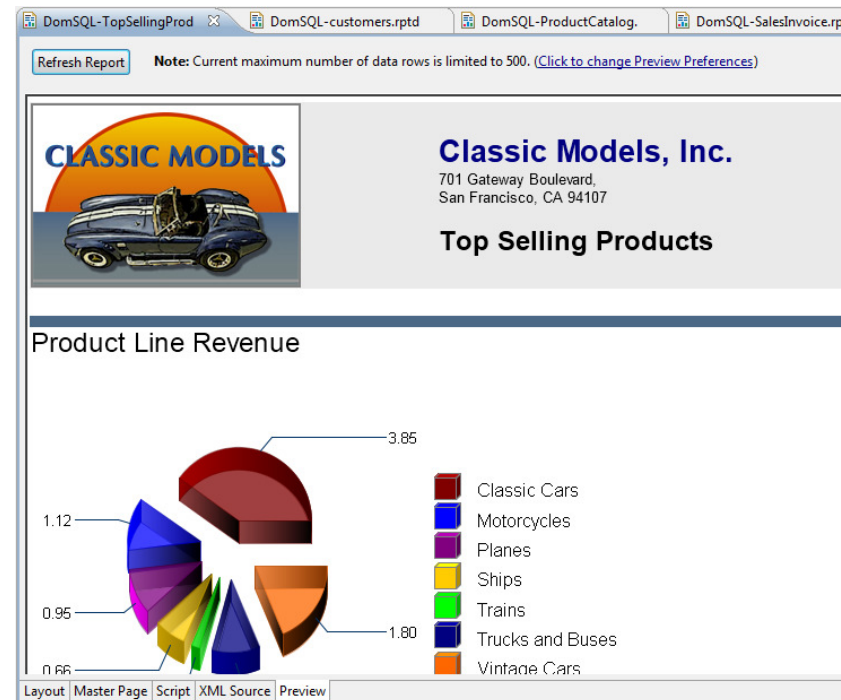 DomSQL-TopSellingProd
DomSQL-customers.rptd
DomSQL-ProductCatalog.
DomSQL-SalesInvoice.rp
Refresh Report
Note: Current maximum number of data rows is limited to 500. (Click to change Preview Preferences)
CLASSIC MODELS
Classic Models, Inc.
701 Gateway Boulevard,
San Francisco, CA 94107
Top Selling Products
Product Line Revenue
3.85
1.12
0.95
0.66
1.80
Classic Cars
Motorcycles
Planes
Ships
Trains
Trucks and Buses
Vintage Cars
Layout
Master Page
Script
XML Source
Preview